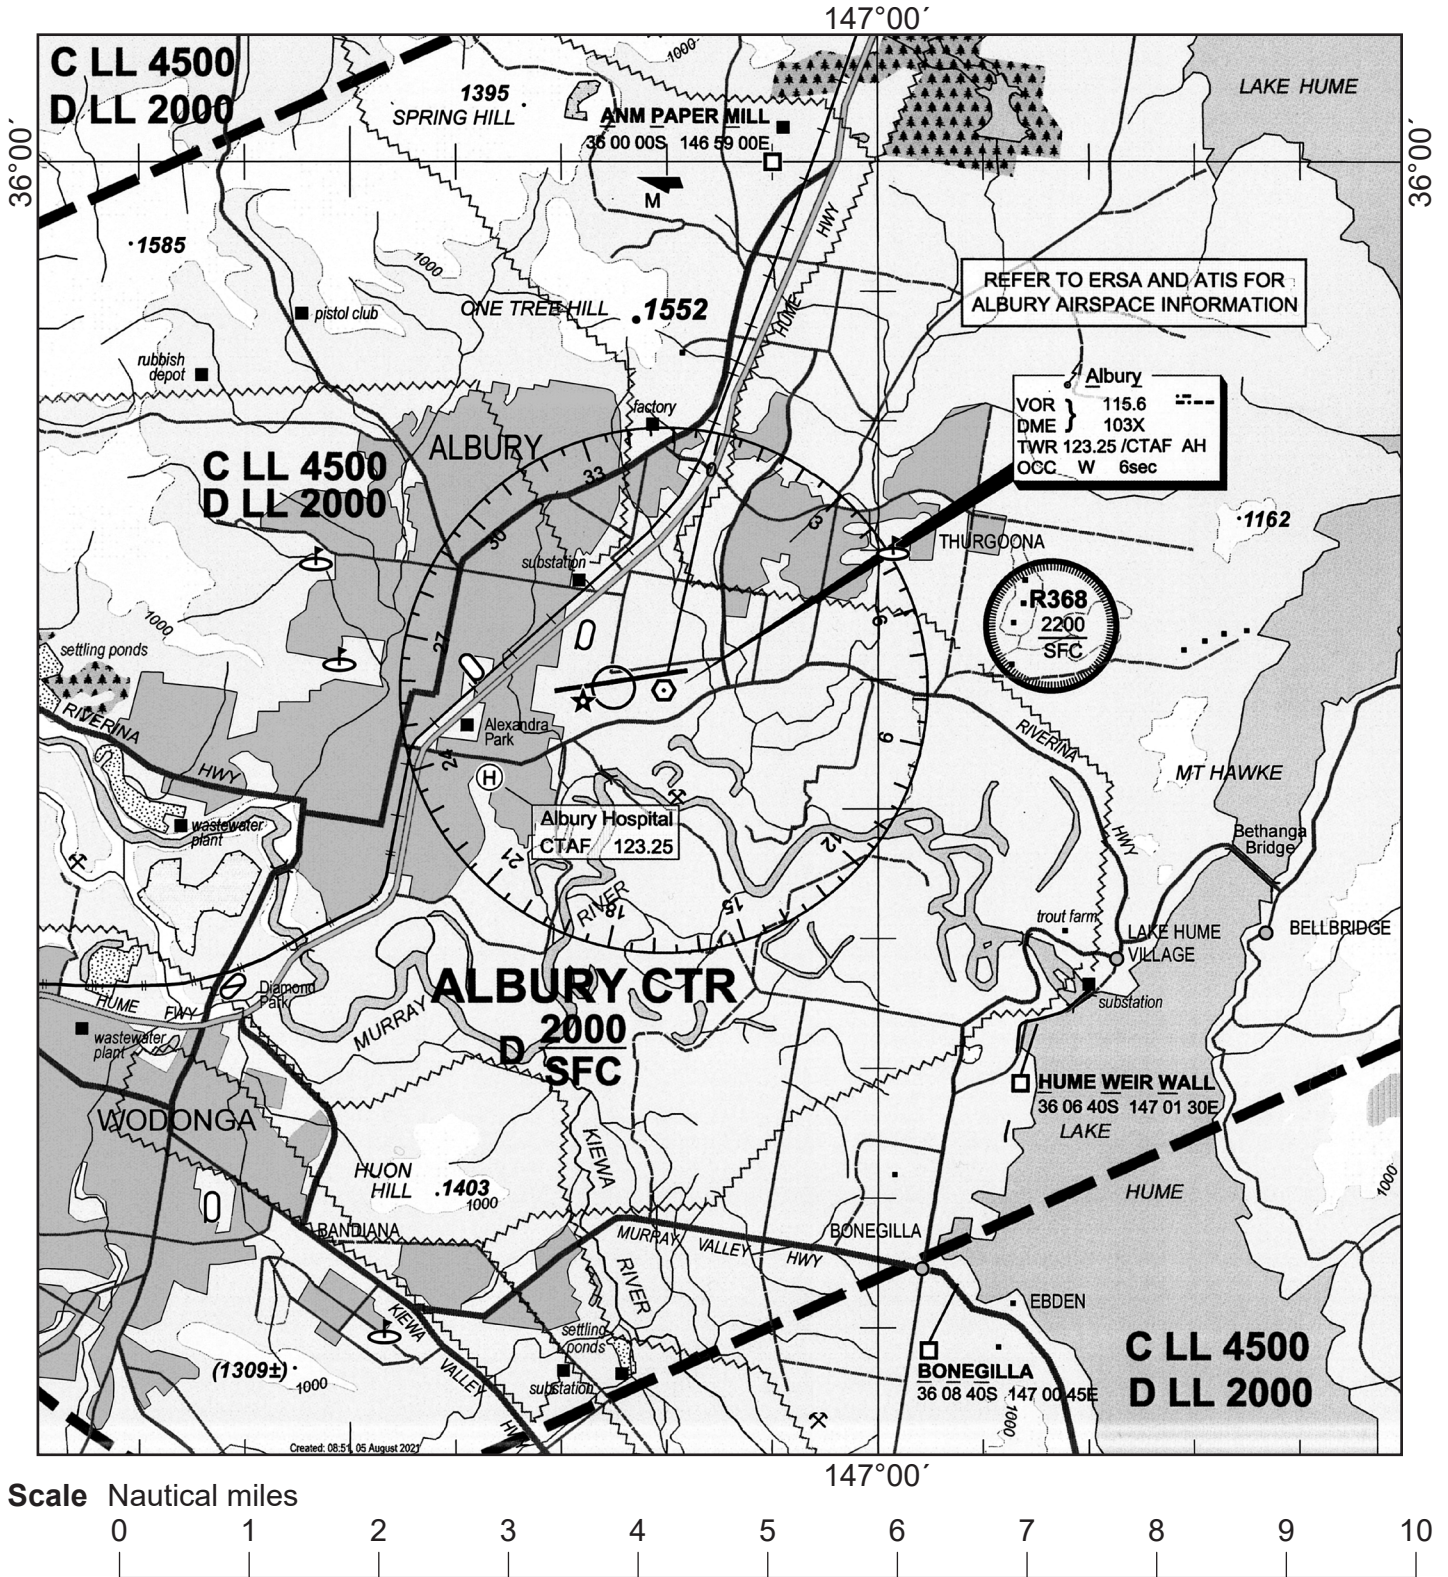 147°00´
C LL 4500
D LL 2000
1395
SPRING HILL
1000
ANM PAPER MILL
36 00 00S 146 59 00E
LAKE HUME
36°00´
36°00´
M
HWY
1585
1000
REFER TO ERSA AND ATIS FOR
ALBURY AIRSPACE INFORMATION
ONE TREE HILL
1552
HUME
pistol club
rubbish
depot
Albury
VOR } 115.6
DME 103X
TWR 123.25 /CTAF AH
OCC W 6sec
factory
ALBURY
C LL 4500
D LL 2000
33
0
3
30
1162
THURGOONA
substation
R368
2200
SFC
1000
6
27
settling ponds
RIVERINA
HWY
Alexandra
Park
24
9
RIVERINA
MT HAWKE
H
wastewater
plant
Albury Hospital
CTAF 123.25
HWY
Bethanga
Bridge
21
12
RIVER
18
15
trout farm
LAKE HUME
VILLAGE
BELLBRIDGE
Diamond
Park
HUME
FWY
ALBURY CTR
D 2000
SFC
MURRAY
substation
wastewater
plant
HUME WEIR WALL
36 06 40S 147 01 30E
LAKE
WODONGA
KIEWA
HUON
HILL
1403
1000
HUME
1000
BANDIANA
MURRAY
VALLEY
HWY
BONEGILLA
RIVER
EBDEN
KIEWA
VALLEY
HWY
settling
ponds
substation
(1309±)
1000
BONEGILLA
36 08 40S 147 00 45E
1000
C LL 4500
D LL 2000
Created: 08:51, 05 August 2021
147°00´
Scale Nautical miles
0 1 2 3 4 5 6 7 8 9 10